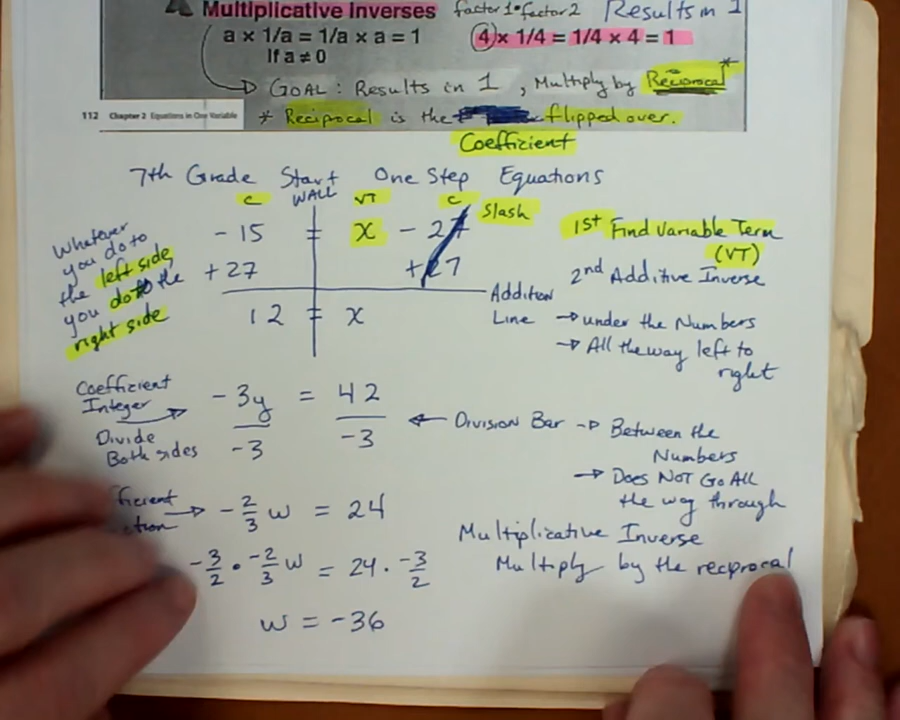 Multiplicative Inverses factor 1 • factor 2 Results in 1
a x 1/a = 1/a x a = 1 4 x 1/4 = 1/4 x 4 = 1
If a ≠ 0
GOAL: Results in 1, Multiply by Reciprocal*
112 Chapter 2 Equations in One Variable
* Reciprocal is the flipped over.
Coefficient
7th Grade Start One Step Equations
C WALL VT C Slash
- 15 = x - 27
+27 +27
12 = x
Whatever
you do to
the left side,
you do to the
right side
1st Find Variable Term
(VT)
2nd Additive Inverse
Addition
Line → under the Numbers
→ All the way left to
right
Coefficient
Integer →
Divide
Both sides
-3y = 42
-3 -3
← Division Bar → Between the
Numbers
→ Does NOT Go All
the way through
→ -2/3 w = 24
-3/2 • -2/3 w = 24 • -3/2
w = -36
Multiplicative Inverse
Multiply by the reciprocal